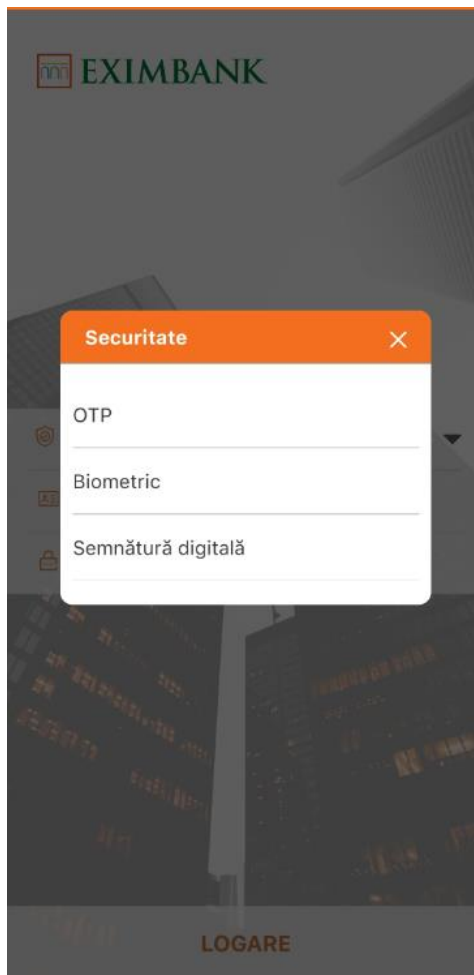 EXIMBANK
Securitate
OTP
Biometric
Semnătură digitală
LOGARE